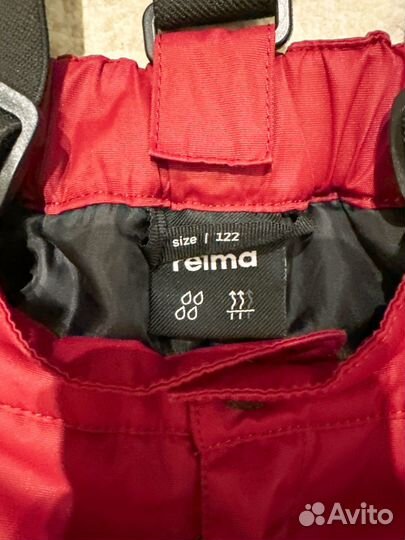 size | 122
reima
Avito